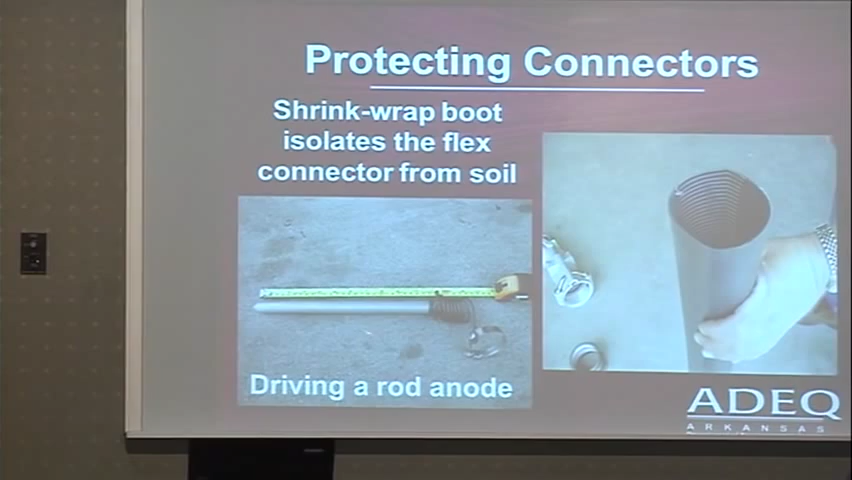 Protecting Connectors
Shrink-wrap boot
isolates the flex
connector from soil
Driving a rod anode
ADEQ
ARKANSAS